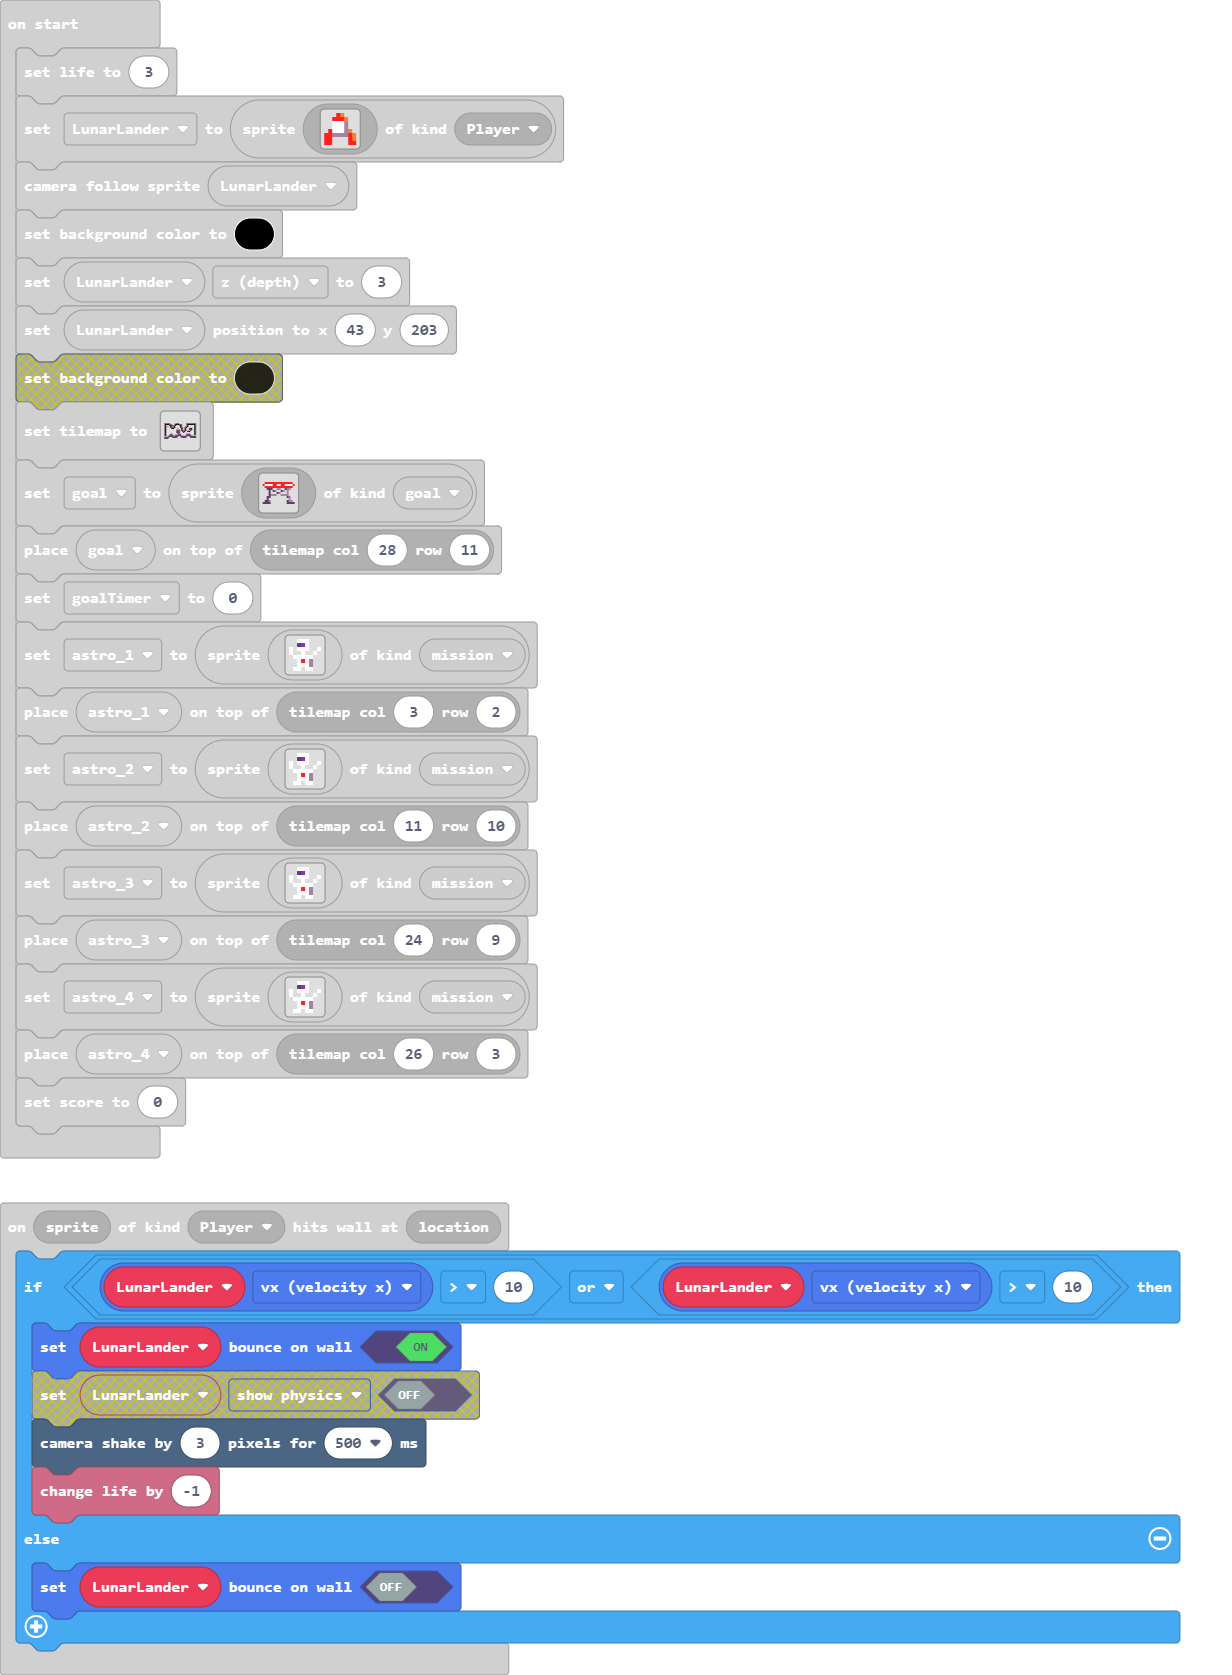 on start
set life to 3
set LunarLander to sprite of kind Player
camera follow sprite LunarLander
set background color to
set LunarLander z (depth) to 3
set LunarLander position to x 43 y 203
set background color to
set tilemap to
set goal to sprite of kind goal
place goal on top of tilemap col 28 row 11
set goalTimer to 0
set astro_1 to sprite of kind mission
place astro_1 on top of tilemap col 3 row 2
set astro_2 to sprite of kind mission
place astro_2 on top of tilemap col 11 row 10
set astro_3 to sprite of kind mission
place astro_3 on top of tilemap col 24 row 9
set astro_4 to sprite of kind mission
place astro_4 on top of tilemap col 26 row 3
set score to 0
on sprite of kind Player hits wall at location
if LunarLander vx (velocity x) > 10 or LunarLander vx (velocity x) > 10 then
set LunarLander bounce on wall ON
set LunarLander show physics OFF
camera shake by 3 pixels for 500 ms
change life by -1
else
set LunarLander bounce on wall OFF